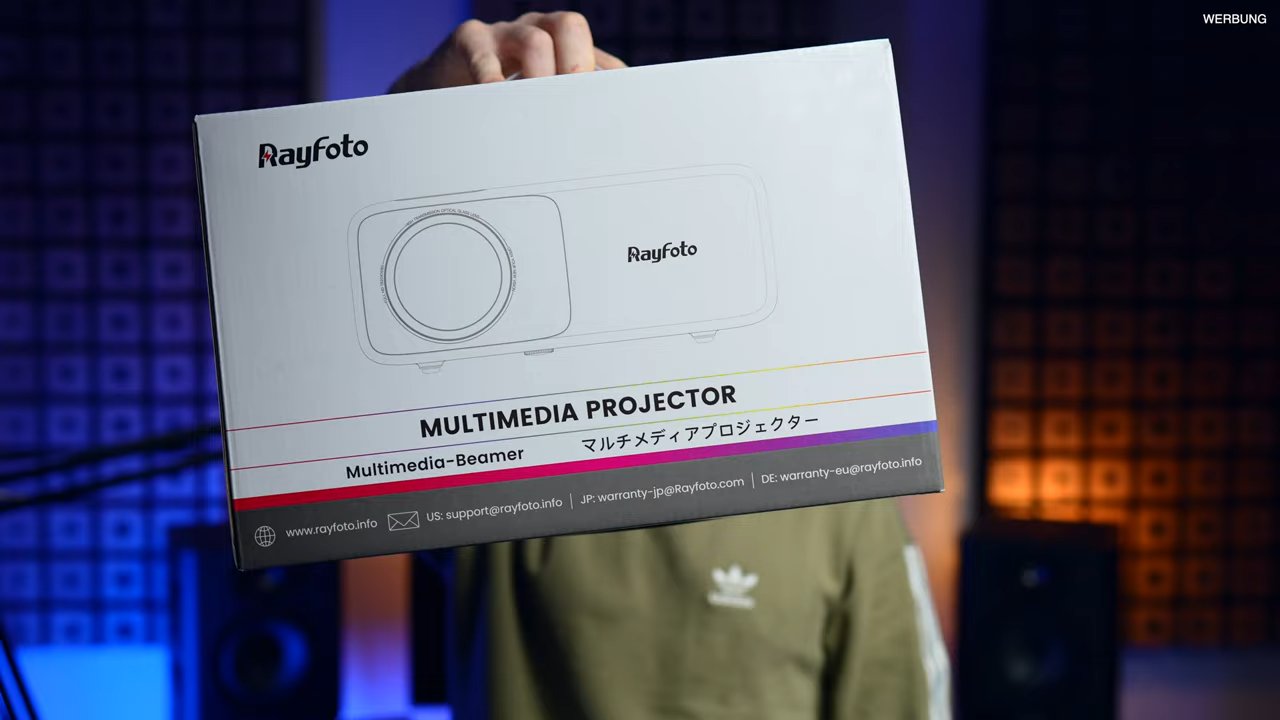 WERBUNG
Rayfoto
Rayfoto
MULTIMEDIA PROJECTOR
Multimedia-Beamer
マルチメディアプロジェクター
www.rayfoto.info
US: support@rayfoto.info | JP: warranty-jp@Rayfoto.com | DE: warranty-eu@rayfoto.info